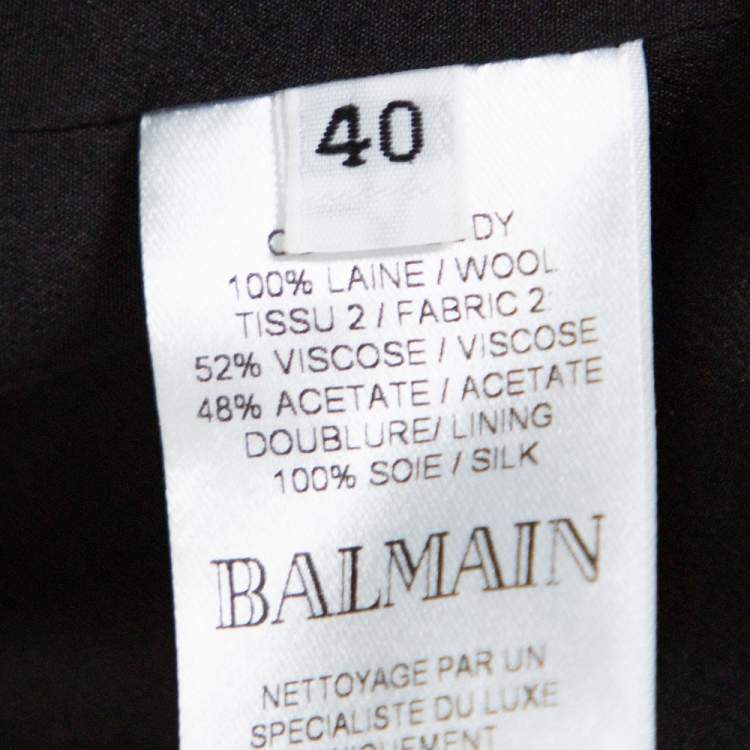 40
100% LAINE / WOOL
TISSU 2 / FABRIC 2:
52% VISCOSE / VISCOSE
48% ACETATE / ACETATE
DOUBLURE/ LINING
100% SOIE / SILK
BALMAIN
NETTOYAGE PAR UN
SPECIALISTE DU LUXE